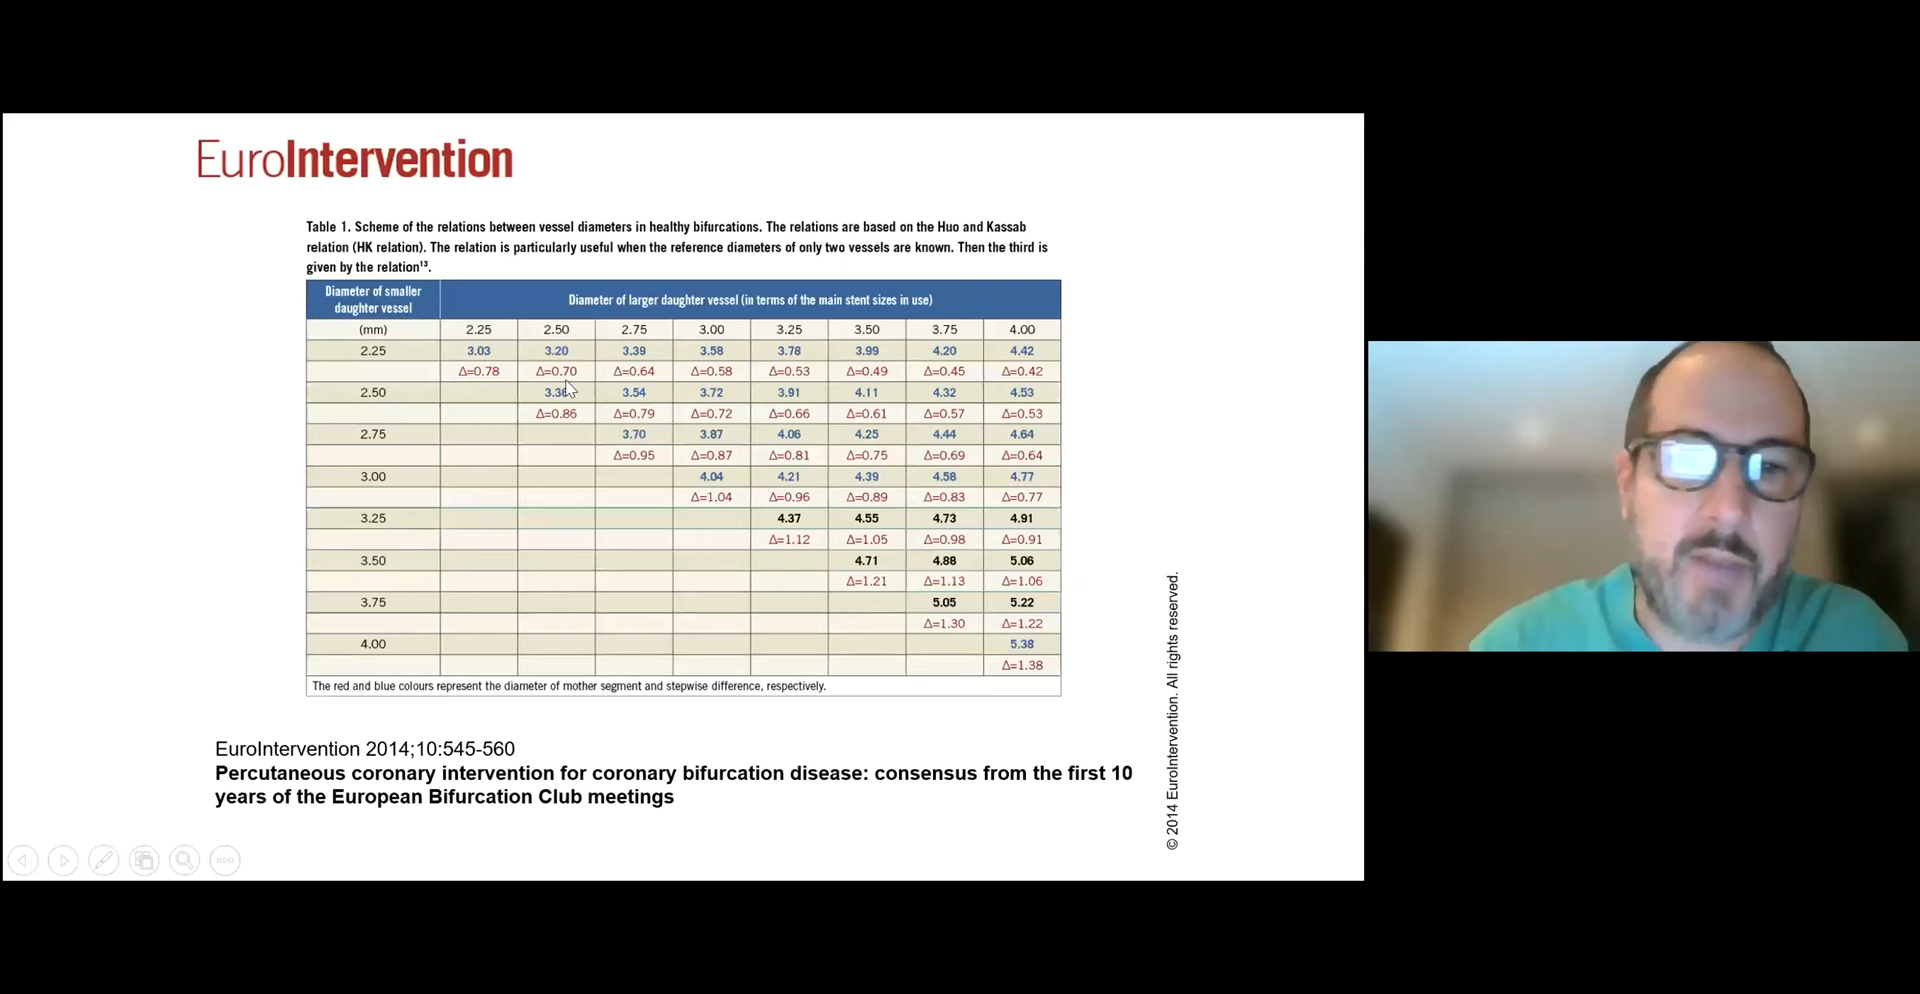 EuroIntervention
Table 1. Scheme of the relations between vessel diameters in healthy bifurcations. The relations are based on the Huo and Kassab
relation (HK relation). The relation is particularly useful when the reference diameters of only two vessels are known. Then the third is
given by the relation¹³.
Diameter of smaller
daughter vessel
Diameter of larger daughter vessel (in terms of the main stent sizes in use)
(mm) 2.25 2.50 2.75 3.00 3.25 3.50 3.75 4.00
2.25 3.03 3.20 3.39 3.58 3.78 3.99 4.20 4.42
Δ=0.78 Δ=0.70 Δ=0.64 Δ=0.58 Δ=0.53 Δ=0.49 Δ=0.45 Δ=0.42
2.50 3.54 3.72 3.91 4.11 4.32 4.53
Δ=0.86 Δ=0.79 Δ=0.72 Δ=0.66 Δ=0.61 Δ=0.57 Δ=0.53
2.75 3.70 3.87 4.06 4.25 4.44 4.64
Δ=0.95 Δ=0.87 Δ=0.81 Δ=0.75 Δ=0.69 Δ=0.64
3.00 4.04 4.21 4.39 4.58 4.77
Δ=1.04 Δ=0.96 Δ=0.89 Δ=0.83 Δ=0.77
3.25 4.37 4.55 4.73 4.91
Δ=1.12 Δ=1.05 Δ=0.98 Δ=0.91
3.50 4.71 4.88 5.06
Δ=1.21 Δ=1.13 Δ=1.06
3.75 5.05 5.22
Δ=1.30 Δ=1.22
4.00 5.38
Δ=1.38
The red and blue colours represent the diameter of mother segment and stepwise difference, respectively.
EuroIntervention 2014;10:545-560
Percutaneous coronary intervention for coronary bifurcation disease: consensus from the first 10
years of the European Bifurcation Club meetings
© 2014 EuroIntervention. All rights reserved.